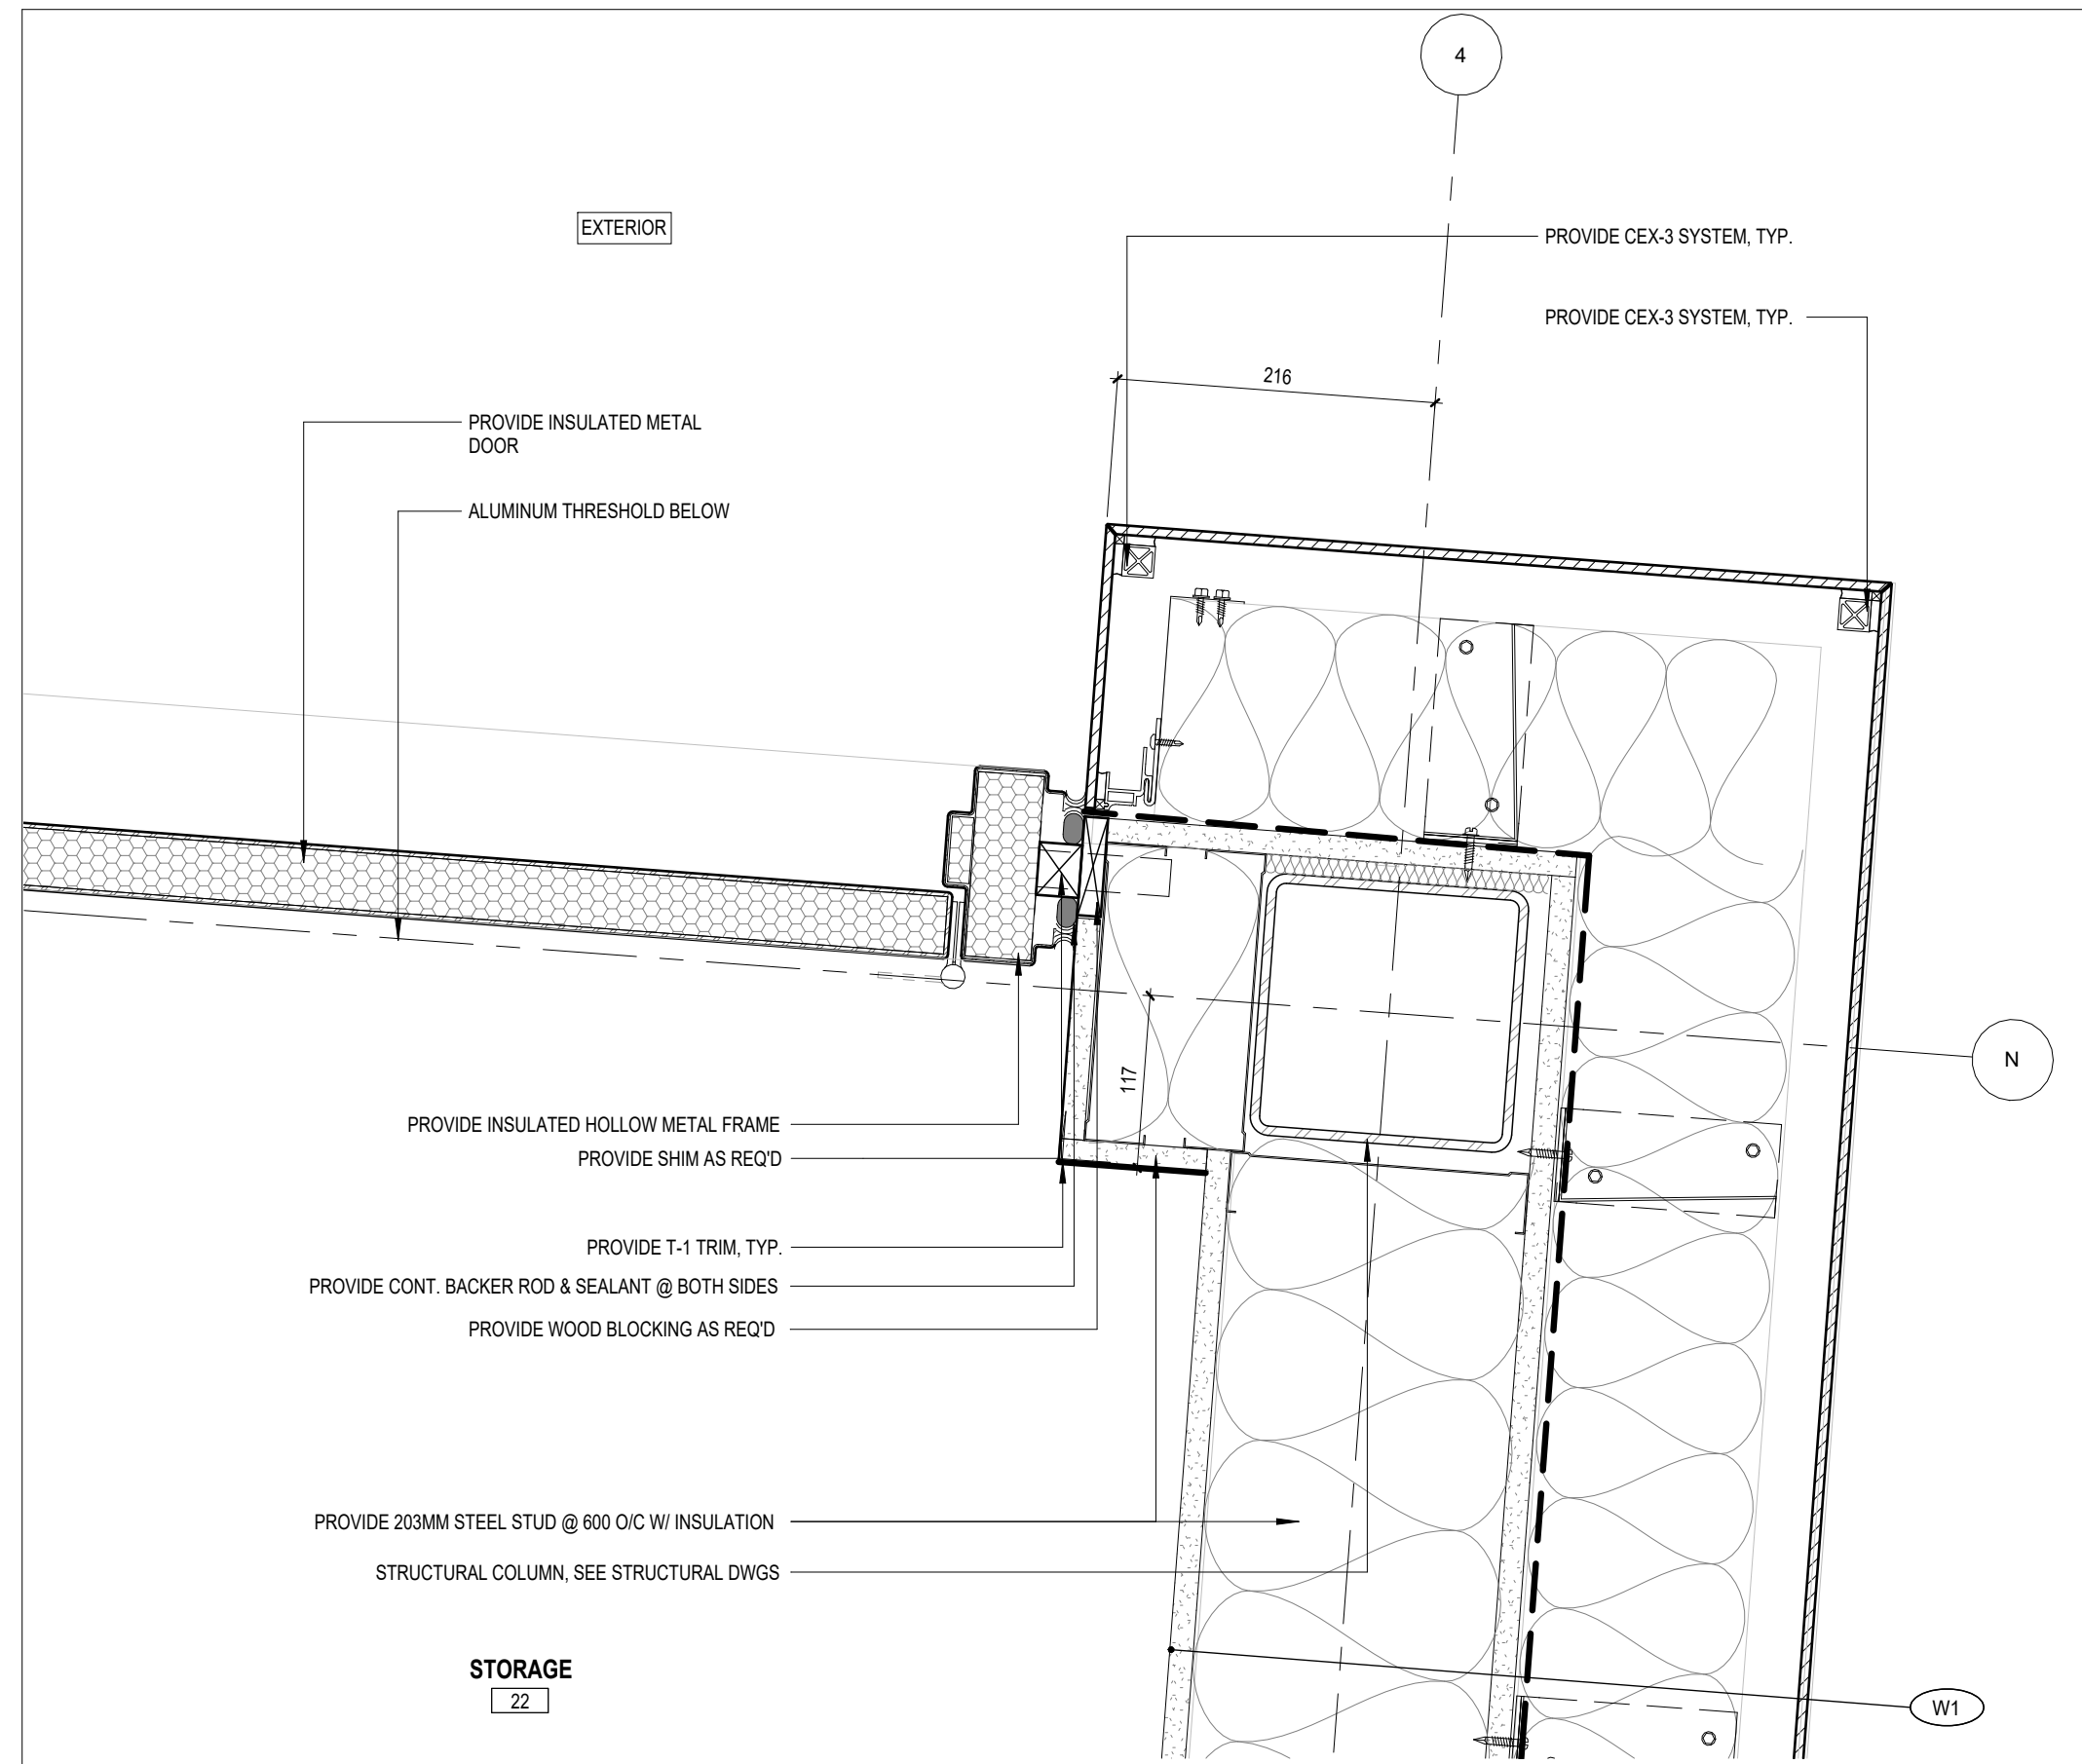 4
EXTERIOR
PROVIDE CEX-3 SYSTEM, TYP.
PROVIDE CEX-3 SYSTEM, TYP.
216
PROVIDE INSULATED METAL
DOOR
ALUMINUM THRESHOLD BELOW
N
117
PROVIDE INSULATED HOLLOW METAL FRAME
PROVIDE SHIM AS REQ'D
PROVIDE T-1 TRIM, TYP.
PROVIDE CONT. BACKER ROD & SEALANT @ BOTH SIDES
PROVIDE WOOD BLOCKING AS REQ'D
PROVIDE 203MM STEEL STUD @ 600 O/C W/ INSULATION
STRUCTURAL COLUMN, SEE STRUCTURAL DWGS
STORAGE
22
W1